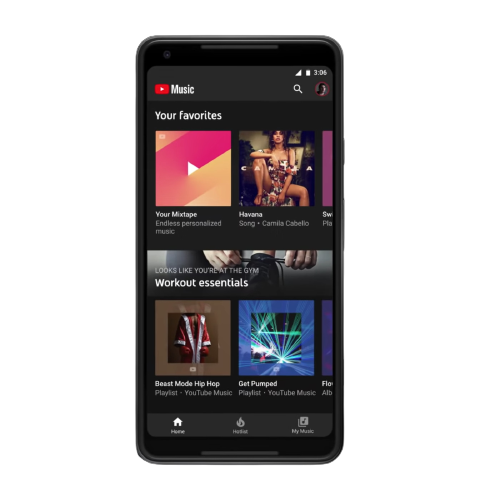 3:06
Music
Your favorites
CAMILA
Your Mixtape
Endless personalized
music
Havana
Song • Camila Cabello
Sw
Pla
LOOKS LIKE YOU'RE AT THE GYM
Workout essentials
Beast Mode Hip Hop
Playlist • YouTube Music
Get Pumped
Playlist • YouTube Music
Flo
Alb
Home
Hotlist
My Music